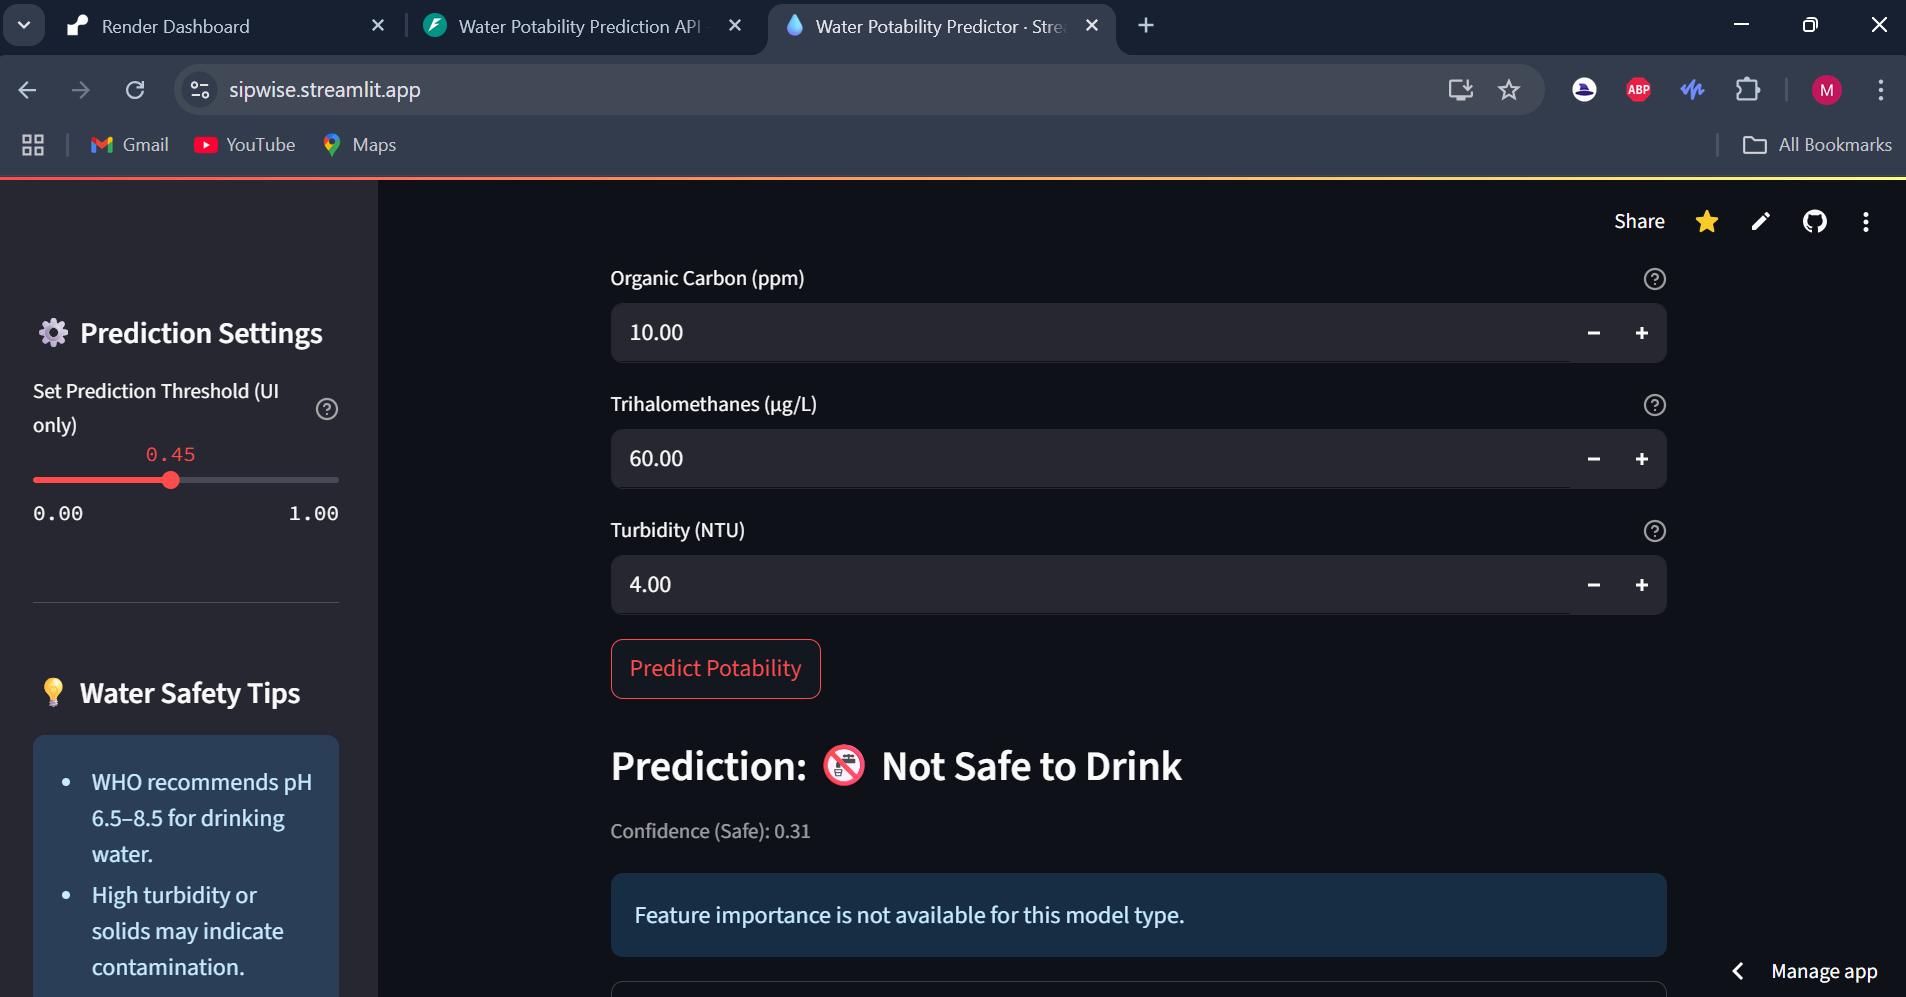 Render Dashboard
Water Potability Prediction API
Water Potability Predictor · Stre
sipwise.streamlit.app
ABP
M
Gmail
YouTube
Maps
All Bookmarks
Share
Prediction Settings
Set Prediction Threshold (UI
only)
0.45
0.00 1.00
Water Safety Tips
• WHO recommends pH
6.5–8.5 for drinking
water.
• High turbidity or
solids may indicate
contamination.
Organic Carbon (ppm)
10.00
Trihalomethanes (µg/L)
60.00
Turbidity (NTU)
4.00
Predict Potability
Prediction: Not Safe to Drink
Confidence (Safe): 0.31
Feature importance is not available for this model type.
Manage app